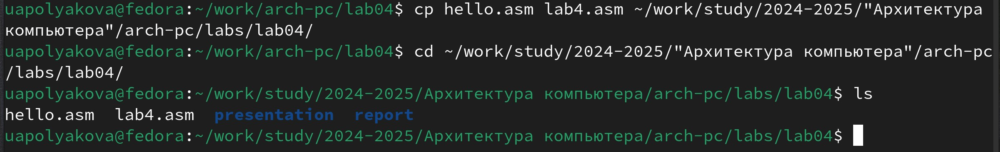 uapolyakova@fedora:~/work/arch-pc/lab04$ cp hello.asm lab4.asm ~/work/study/2024-2025/"Архитектура
компьютера"/arch-pc/labs/lab04/
uapolyakova@fedora:~/work/arch-pc/lab04$ cd ~/work/study/2024-2025/"Архитектура компьютера"/arch-pc
/labs/lab04/
uapolyakova@fedora:~/work/study/2024-2025/Архитектура компьютера/arch-pc/labs/lab04$ ls
hello.asm  lab4.asm  presentation  report
uapolyakova@fedora:~/work/study/2024-2025/Архитектура компьютера/arch-pc/labs/lab04$